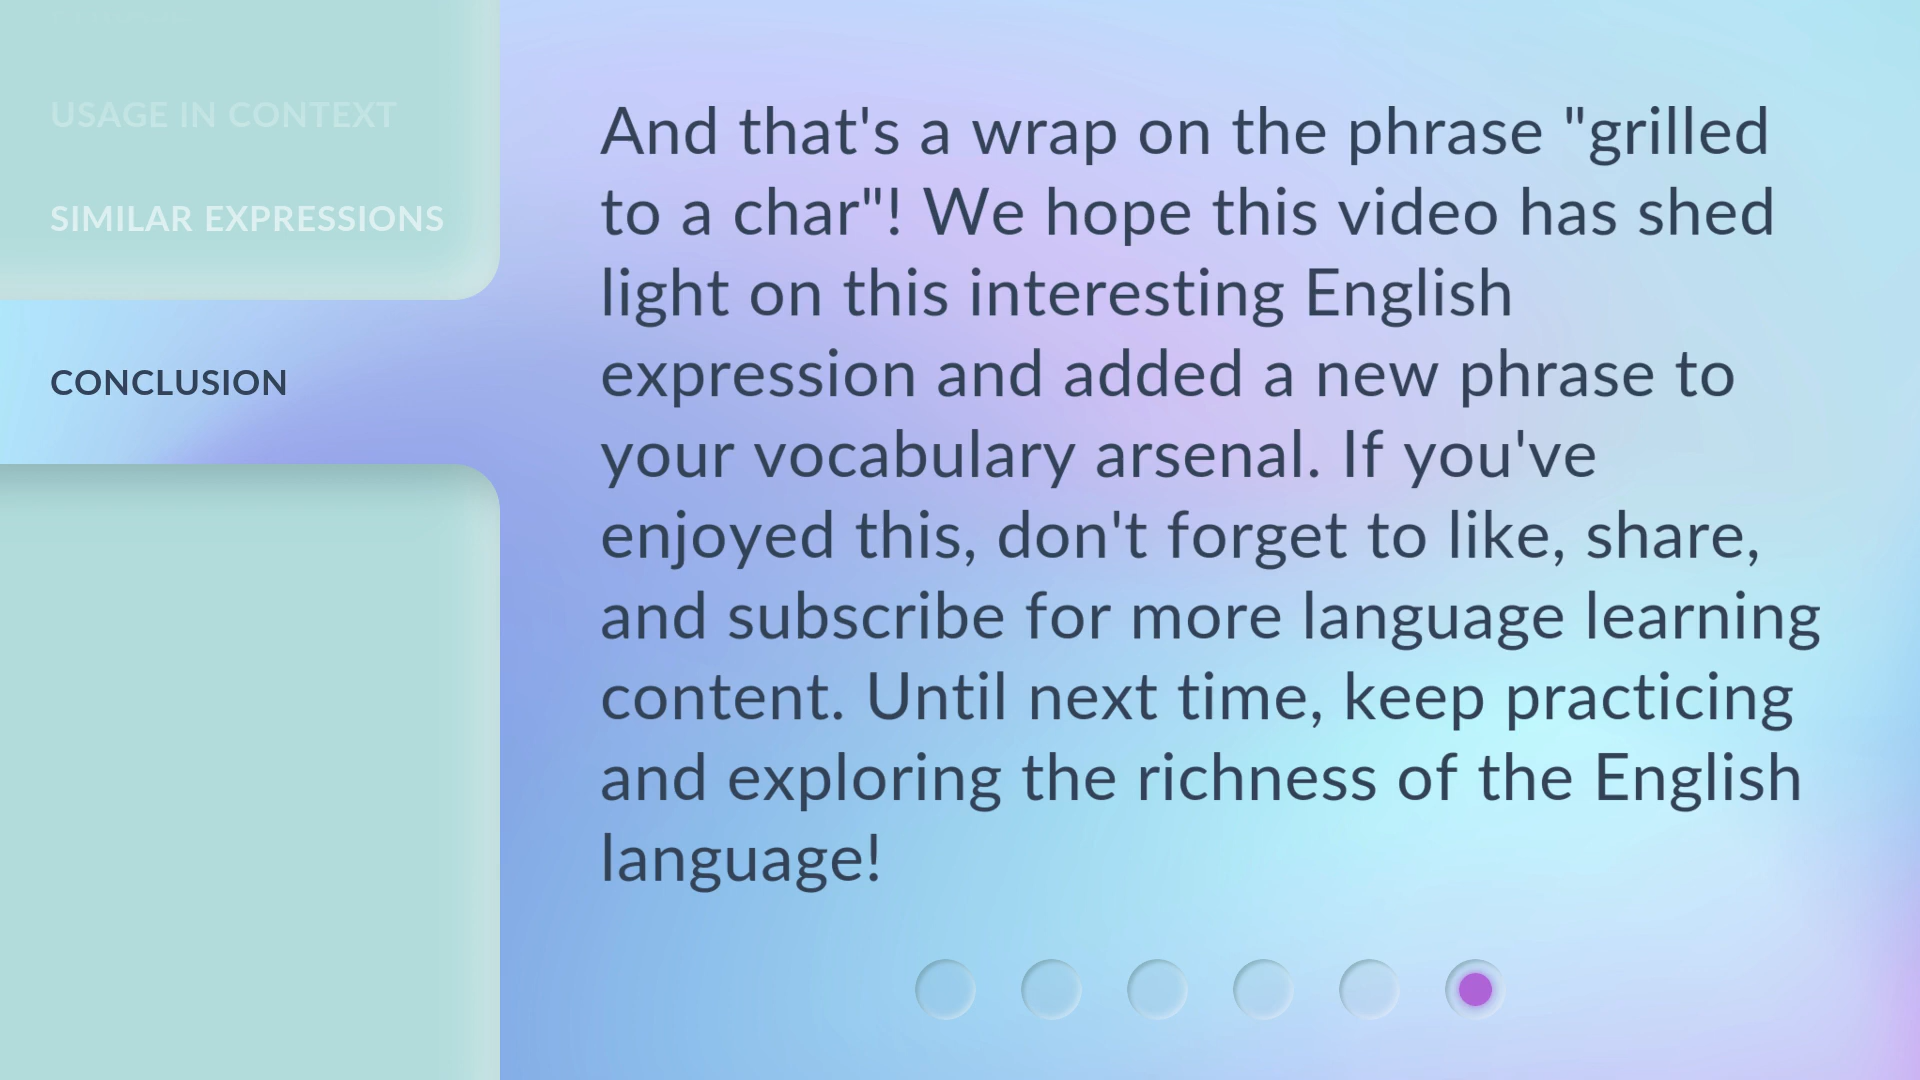 USAGE IN CONTEXT
SIMILAR EXPRESSIONS
CONCLUSION
And that's a wrap on the phrase "grilled
to a char"! We hope this video has shed
light on this interesting English
expression and added a new phrase to
your vocabulary arsenal. If you've
enjoyed this, don't forget to like, share,
and subscribe for more language learning
content. Until next time, keep practicing
and exploring the richness of the English
language!